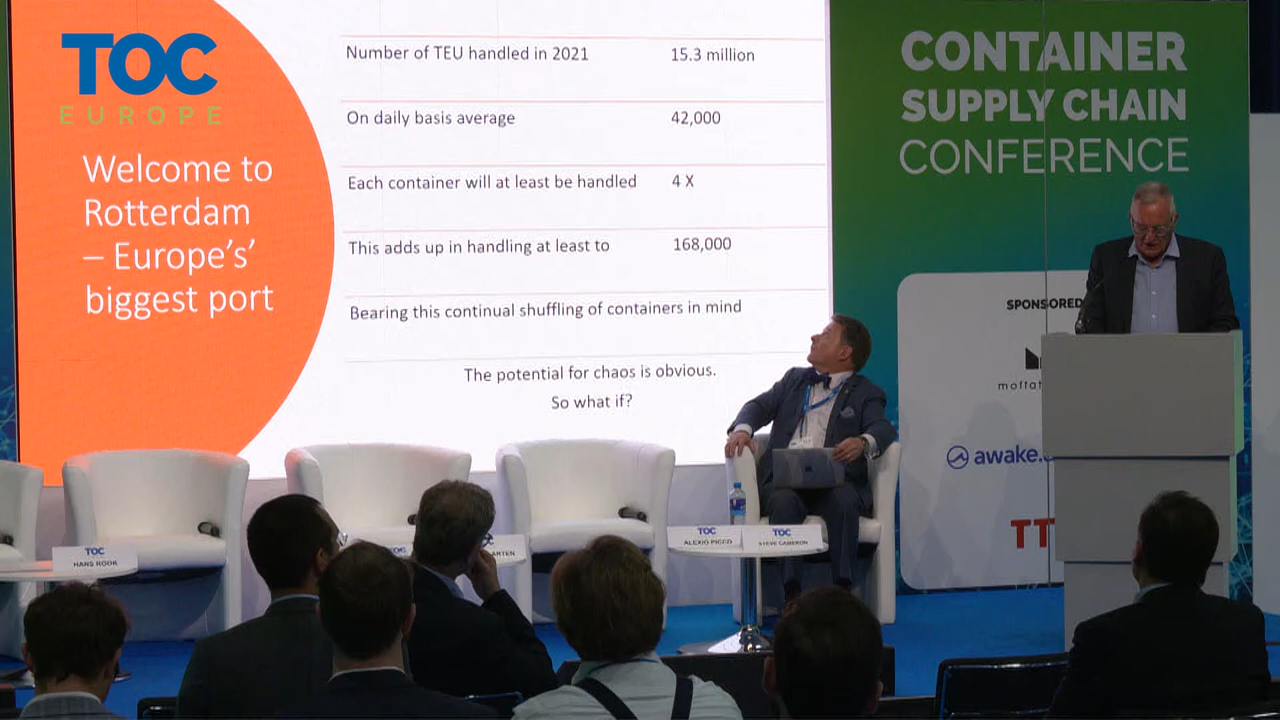 TOC
EUROPE
Welcome to
Rotterdam
– Europe’s’
biggest port
Number of TEU handled in 2021 15.3 million
On daily basis average 42,000
Each container will at least be handled 4 X
This adds up in handling at least to 168,000
Bearing this continual shuffling of containers in mind
The potential for chaos is obvious.
So what if?
CONTAINER
SUPPLY CHAIN
CONFERENCE
SPONSORED
awake.
TOC
HANS ROOK
TOC
TOC
ALEXIO PICCO
TOC
STEVE CAMERON